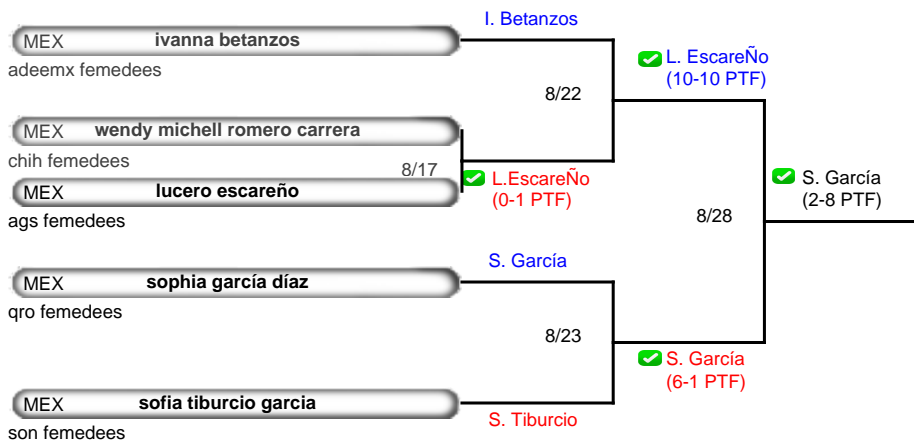 I. Betanzos
MEX ivanna betanzos
adeemx femedees
L. EscareÑo
(10-10 PTF)
8/22
MEX wendy michell romero carrera
chih femedees
8/17
L.EscareÑo
(0-1 PTF)
MEX lucero escareño
ags femedees
S. García
(2-8 PTF)
8/28
S. García
MEX sophia garcía díaz
qro femedees
8/23
S. García
(6-1 PTF)
MEX sofia tiburcio garcia
S. Tiburcio
son femedees